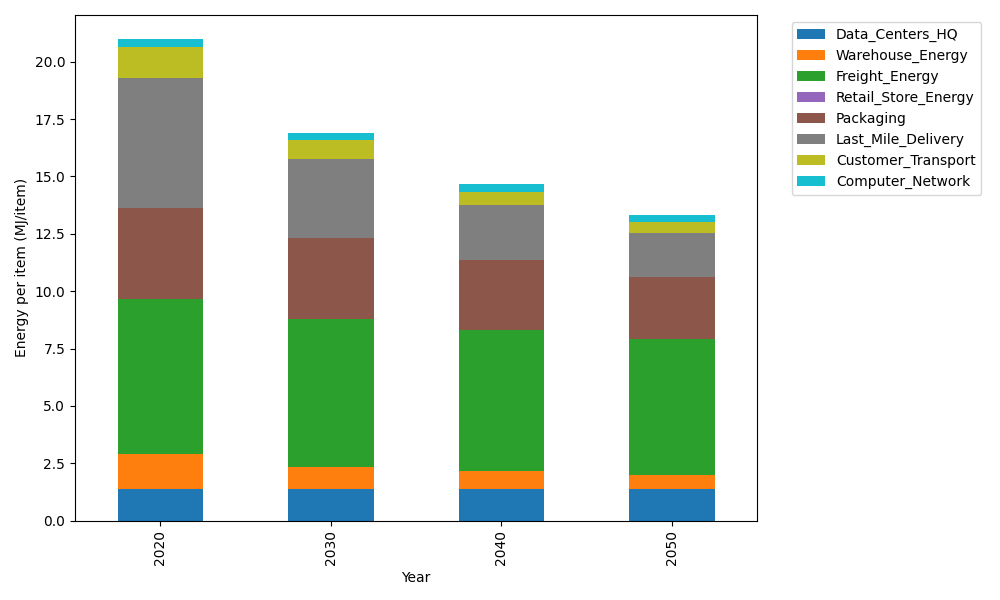 Energy per item (MJ/item)
20.0
17.5
15.0
12.5
10.0
7.5
5.0
2.5
0.0
2020
2030
2040
2050
Year
Data_Centers_HQ
Warehouse_Energy
Freight_Energy
Retail_Store_Energy
Packaging
Last_Mile_Delivery
Customer_Transport
Computer_Network